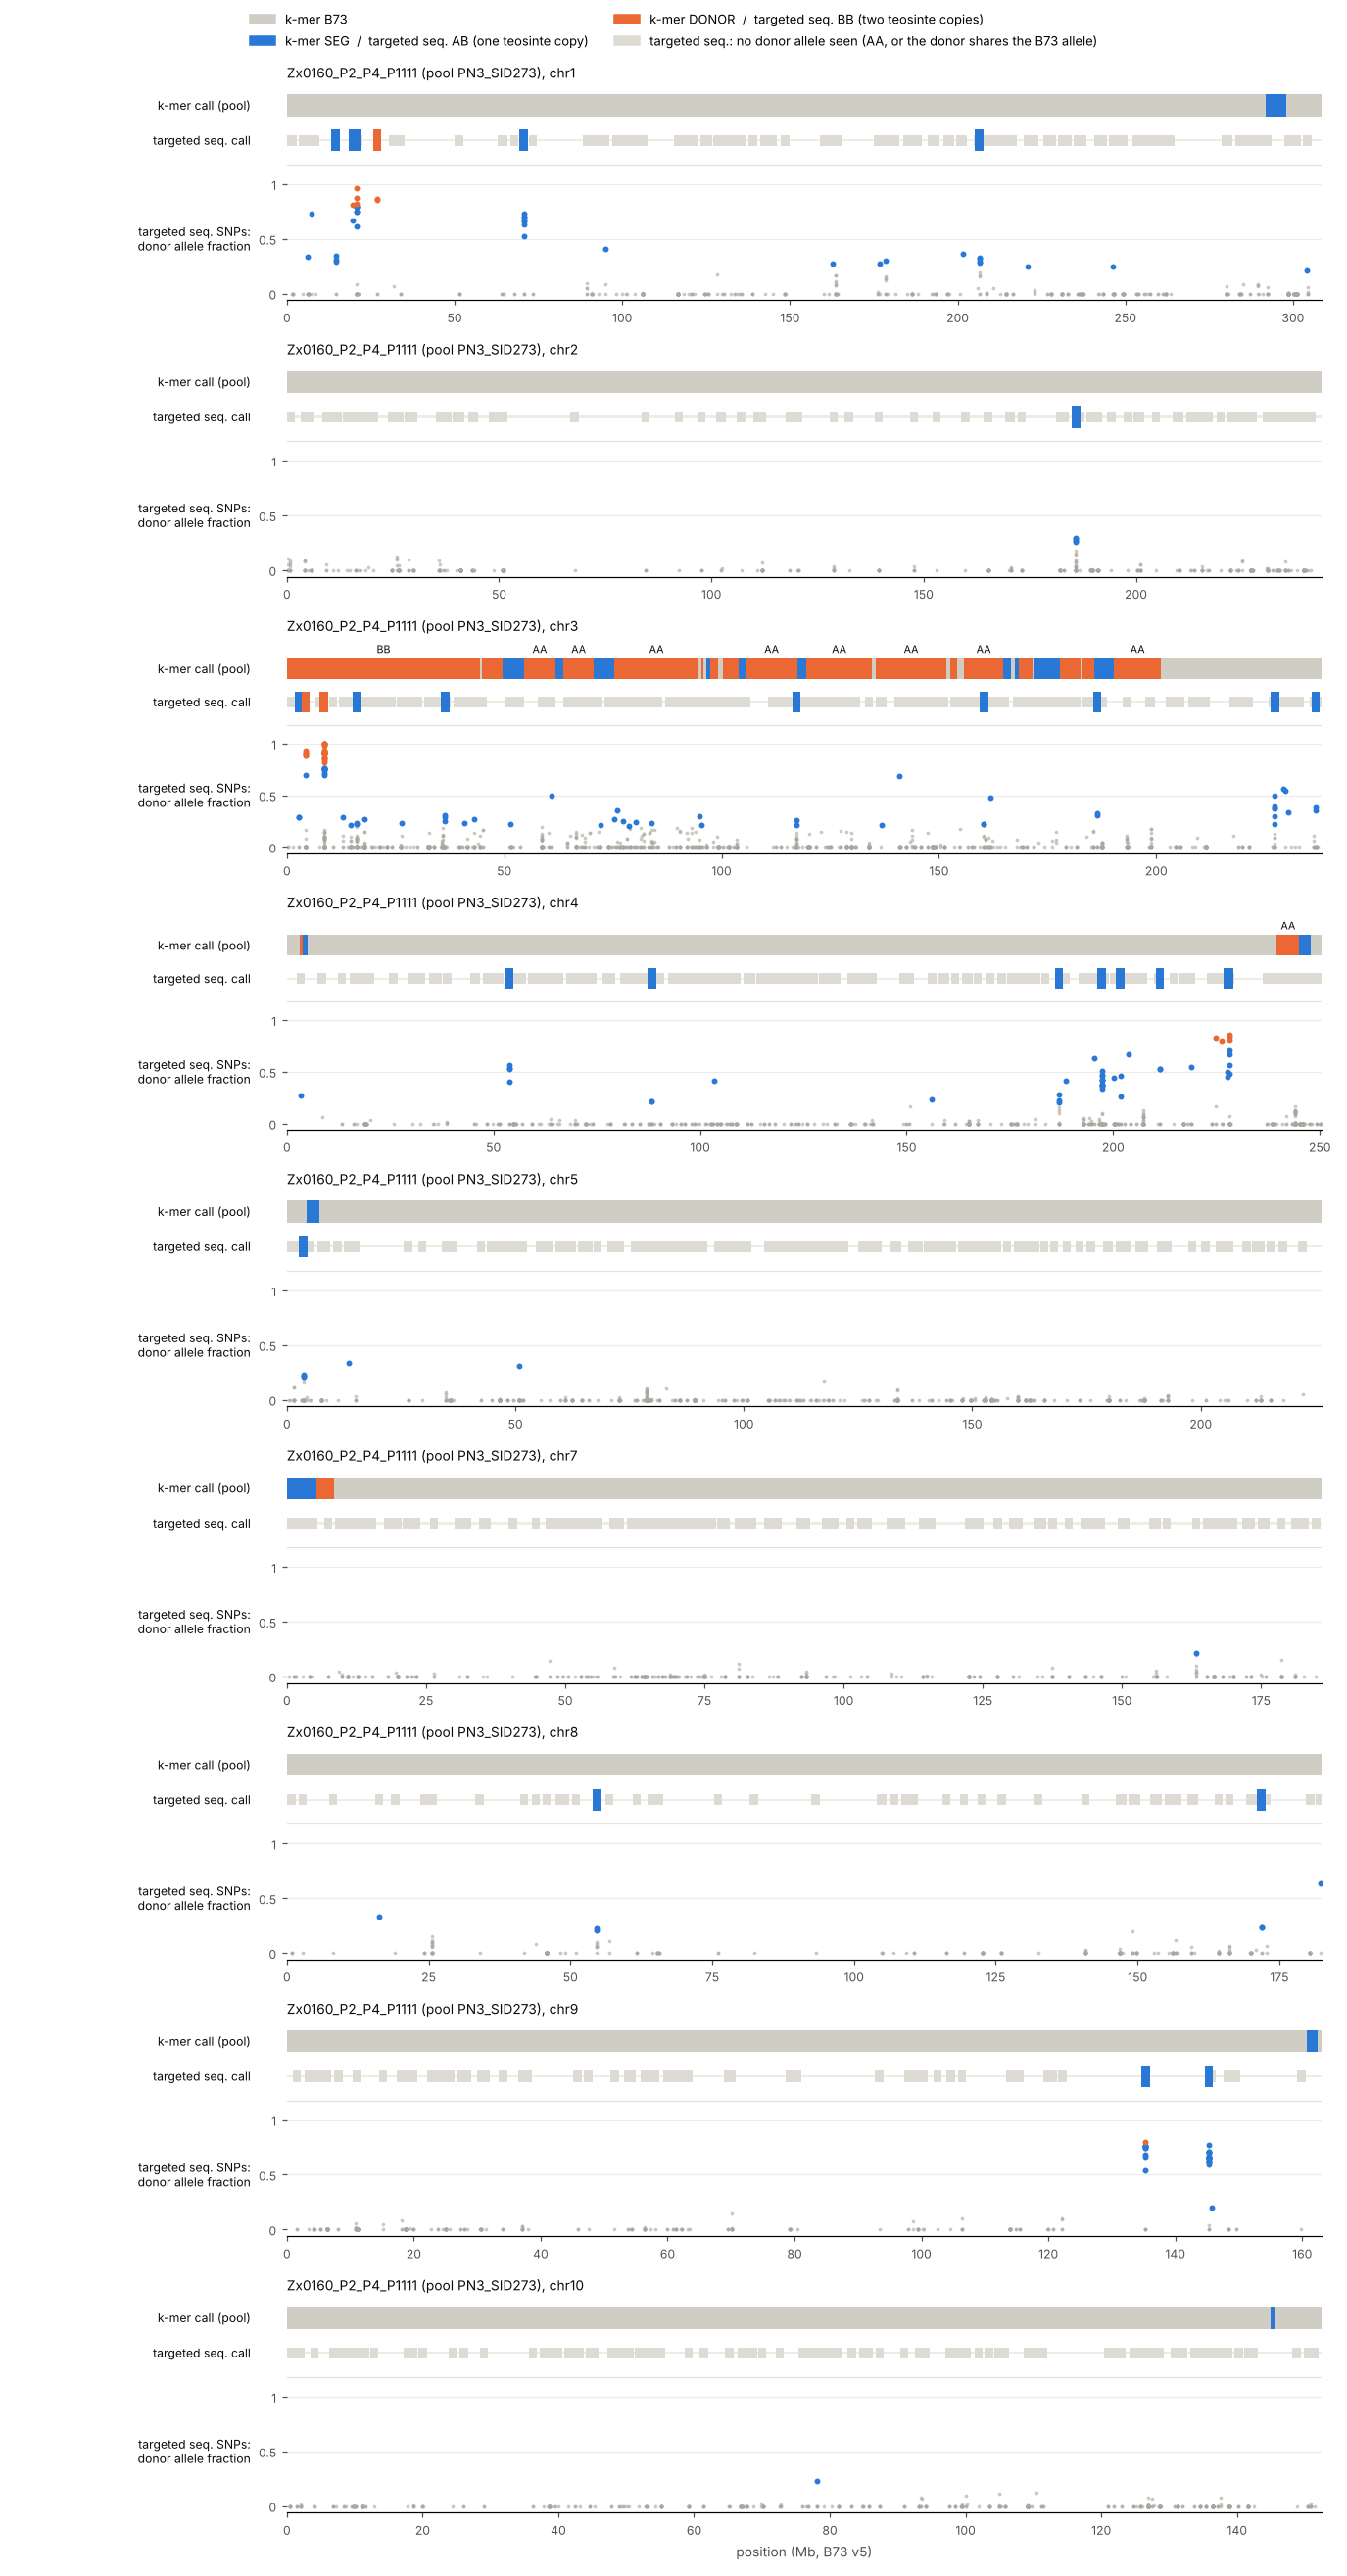 k-mer B73
k-mer DONOR / targeted seq. BB (two teosinte copies)
k-mer SEG / targeted seq. AB (one teosinte copy)
targeted seq.: no donor allele seen (AA, or the donor shares the B73 allele)
Zx0160_P2_P4_P1111 (pool PN3_SID273), chr1
k-mer call (pool)
targeted seq. call
1
targeted seq. SNPs:
donor allele fraction
0.5
0
0 50 100 150 200 250 300
Zx0160_P2_P4_P1111 (pool PN3_SID273), chr2
k-mer call (pool)
targeted seq. call
1
targeted seq. SNPs:
donor allele fraction
0.5
0
0 50 100 150 200
Zx0160_P2_P4_P1111 (pool PN3_SID273), chr3
BB AA AA AA AA AA AA AA AA
k-mer call (pool)
targeted seq. call
1
targeted seq. SNPs:
donor allele fraction
0.5
0
0 50 100 150 200
Zx0160_P2_P4_P1111 (pool PN3_SID273), chr4
AA
k-mer call (pool)
targeted seq. call
1
targeted seq. SNPs:
donor allele fraction
0.5
0
0 50 100 150 200 250
Zx0160_P2_P4_P1111 (pool PN3_SID273), chr5
k-mer call (pool)
targeted seq. call
1
targeted seq. SNPs:
donor allele fraction
0.5
0
0 50 100 150 200
Zx0160_P2_P4_P1111 (pool PN3_SID273), chr7
k-mer call (pool)
targeted seq. call
1
targeted seq. SNPs:
donor allele fraction
0.5
0
0 25 50 75 100 125 150 175
Zx0160_P2_P4_P1111 (pool PN3_SID273), chr8
k-mer call (pool)
targeted seq. call
1
targeted seq. SNPs:
donor allele fraction
0.5
0
0 25 50 75 100 125 150 175
Zx0160_P2_P4_P1111 (pool PN3_SID273), chr9
k-mer call (pool)
targeted seq. call
1
targeted seq. SNPs:
donor allele fraction
0.5
0
0 20 40 60 80 100 120 140 160
Zx0160_P2_P4_P1111 (pool PN3_SID273), chr10
k-mer call (pool)
targeted seq. call
1
targeted seq. SNPs:
donor allele fraction
0.5
0
0 20 40 60 80 100 120 140
position (Mb, B73 v5)